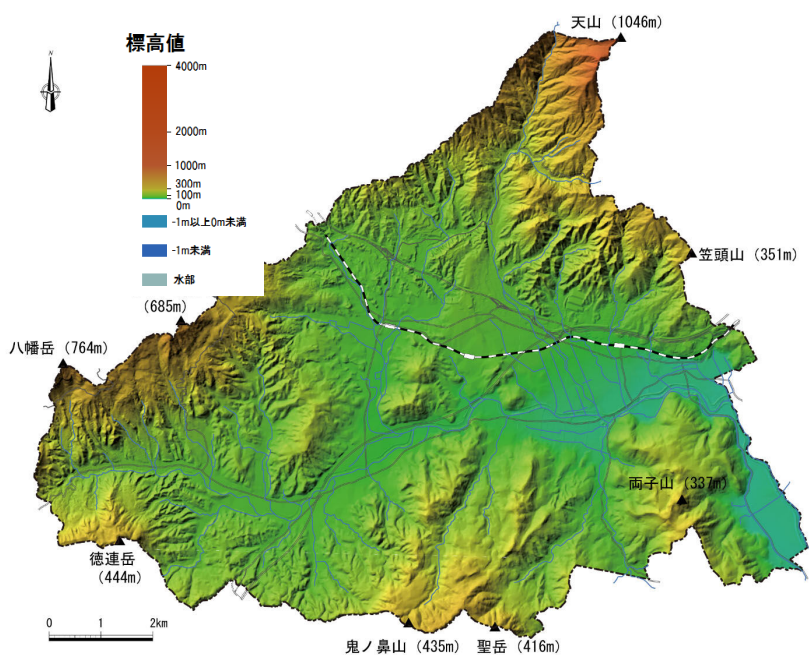 天山（1046m）
標高値
N
4000m
2000m
1000m
300m
100m
0m
-1m以上0m未満
-1m未満
水部
笠頭山（351m）
（685m）
八幡岳（764m）
両子山（337m）
徳連岳
（444m）
0 1 2km
鬼ノ鼻山（435m）
聖岳（416m）